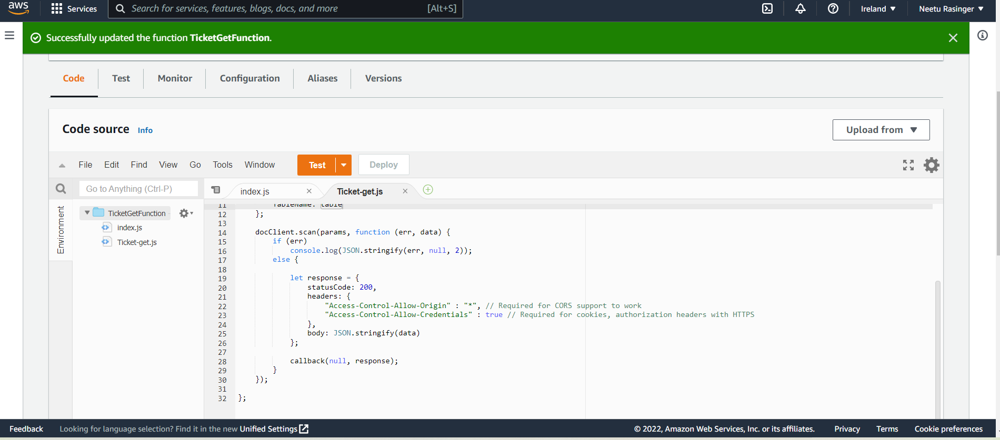 aws
Services
Search for services, features, blogs, docs, and more [Alt+S]
Ireland ▼
Neetu Rasinger ▼
Successfully updated the function TicketGetFunction.
Code Test Monitor Configuration Aliases Versions
Code source Info
Upload from ▼
File Edit Find View Go Tools Window Test Deploy
Go to Anything (Ctrl-P)
index.js
Ticket-get.js
Environment
TicketGetFunction
index.js
Ticket-get.js
11 TableName: table
12 };
13
14 docClient.scan(params, function (err, data) {
15 if (err)
16 console.log(JSON.stringify(err, null, 2));
17 else {
18
19 let response = {
20 statusCode: 200,
21 headers: {
22 "Access-Control-Allow-Origin" : "*", // Required for CORS support to work
23 "Access-Control-Allow-Credentials" : true // Required for cookies, authorization headers with HTTPS
24 },
25 body: JSON.stringify(data)
26 };
27
28 callback(null, response);
29 }
30 });
31
32 };
Feedback Looking for language selection? Find it in the new Unified Settings
© 2022, Amazon Web Services, Inc. or its affiliates. Privacy Terms Cookie preferences